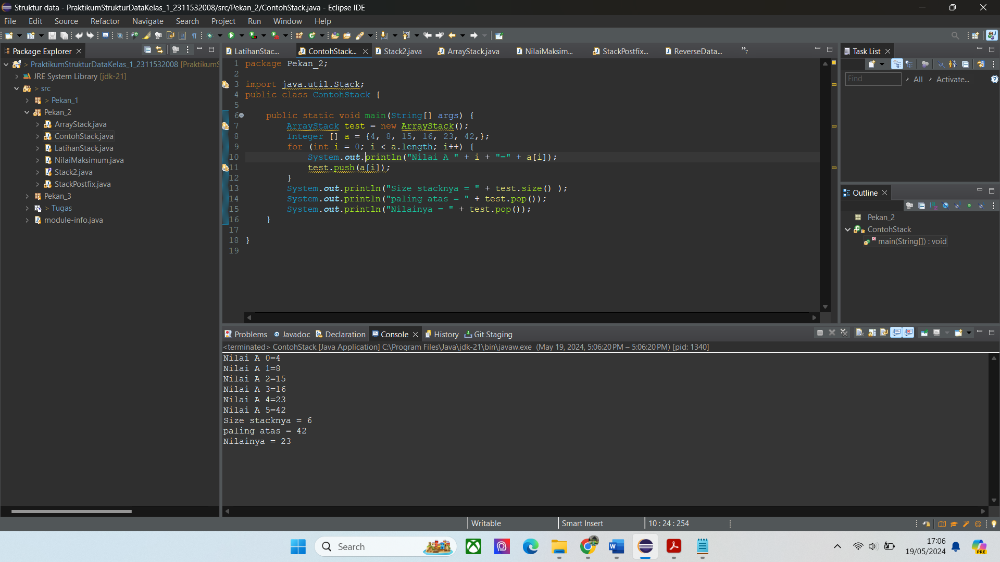 Struktur data - PraktikumStrukturDataKelas_1_2311532008/src/Pekan_2/ContohStack.java - Eclipse IDE
File Edit Source Refactor Navigate Search Project Run Window Help
Package Explorer
> PraktikumStrukturDataKelas_1_2311532008 [PraktikumS
JRE System Library [jdk-21]
> src
> Pekan_1
Pekan_2
ArrayStack.java
ContohStack.java
LatihanStack.java
NilaiMaksimum.java
Stack2.java
StackPostfix.java
Pekan_3
> Tugas
module-info.java
LatihanStac... ContohStack... Stack2.java ArrayStack.java NilaiMaksim... StackPostfix... ReverseData... »7
1 package Pekan_2;
2
3 import java.util.Stack;
4 public class ContohStack {
5
6 public static void main(String[] args) {
7 ArrayStack test = new ArrayStack();
8 Integer [] a = {4, 8, 15, 16, 23, 42,};
9 for (int i = 0; i < a.length; i++) {
10 System.out.println("Nilai A " + i + "=" + a[i]);
11 test.push(a[i]);
12 }
13 System.out.println("Size stacknya = " + test.size() );
14 System.out.println("paling atas = " + test.pop());
15 System.out.println("Nilainya = " + test.pop());
16 }
17
18 }
19
Task List
Find All Activate...
Outline
Pekan_2
ContohStack
S main(String[]) : void
Problems Javadoc Declaration Console History Git Staging
<terminated> ContohStack [Java Application] C:\Program Files\Java\jdk-21\bin\javaw.exe (May 19, 2024, 5:06:20 PM – 5:06:20 PM) [pid: 1340]
Nilai A 0=4
Nilai A 1=8
Nilai A 2=15
Nilai A 3=16
Nilai A 4=23
Nilai A 5=42
Size stacknya = 6
paling atas = 42
Nilainya = 23
Writable Smart Insert 10 : 24 : 254
Search
17:06
19/05/2024
PRE